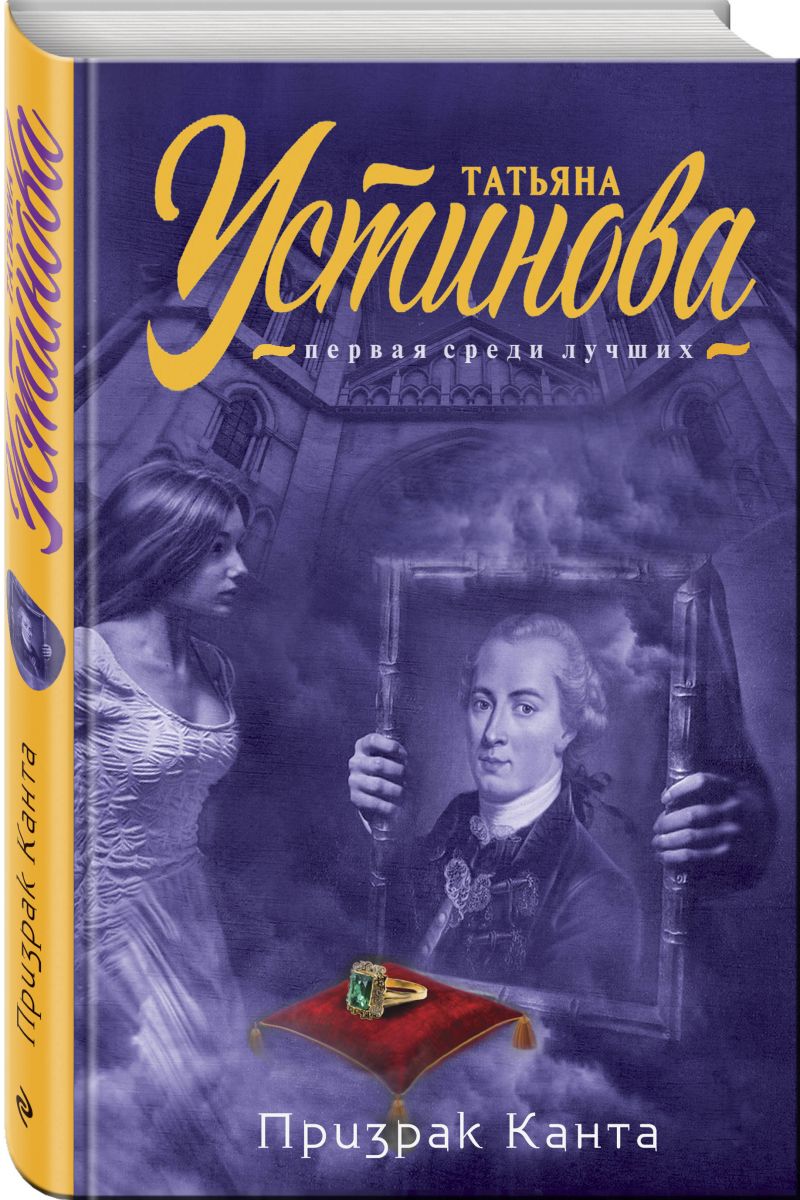 ТАТЬЯНА
Устинова
первая среди лучших
Призрак Канта
Татьяна
Устинова
Призрак Канта